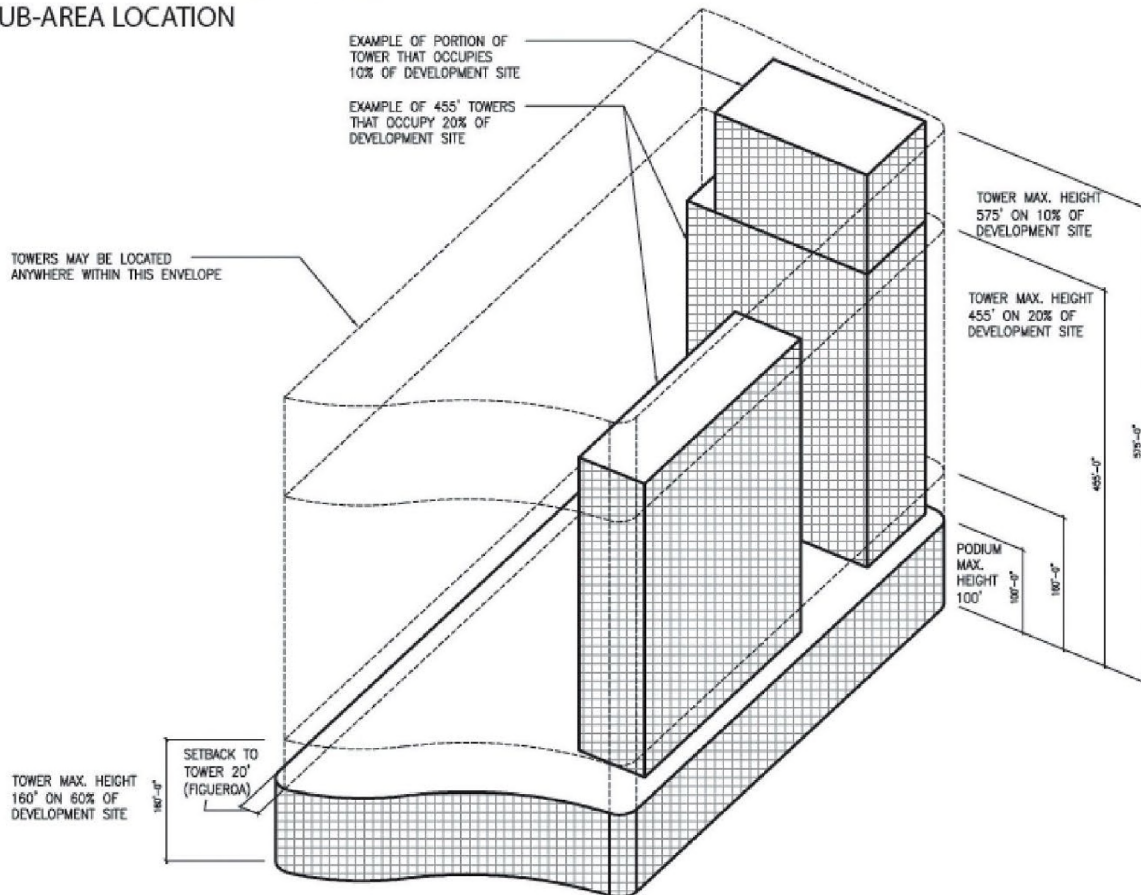 UB-AREA LOCATION
EXAMPLE OF PORTION OF
TOWER THAT OCCUPIES
10% OF DEVELOPMENT SITE
EXAMPLE OF 455' TOWERS
THAT OCCUPY 20% OF
DEVELOPMENT SITE
TOWERS MAY BE LOCATED
ANYWHERE WITHIN THIS ENVELOPE
TOWER MAX. HEIGHT
575' ON 10% OF
DEVELOPMENT SITE
TOWER MAX. HEIGHT
455' ON 20% OF
DEVELOPMENT SITE
575'-0"
455'-0"
160'-0"
100'-0"
PODIUM
MAX.
HEIGHT
100'
SETBACK TO
TOWER 20'
(FIGUEROA)
160'-0"
TOWER MAX. HEIGHT
160' ON 60% OF
DEVELOPMENT SITE